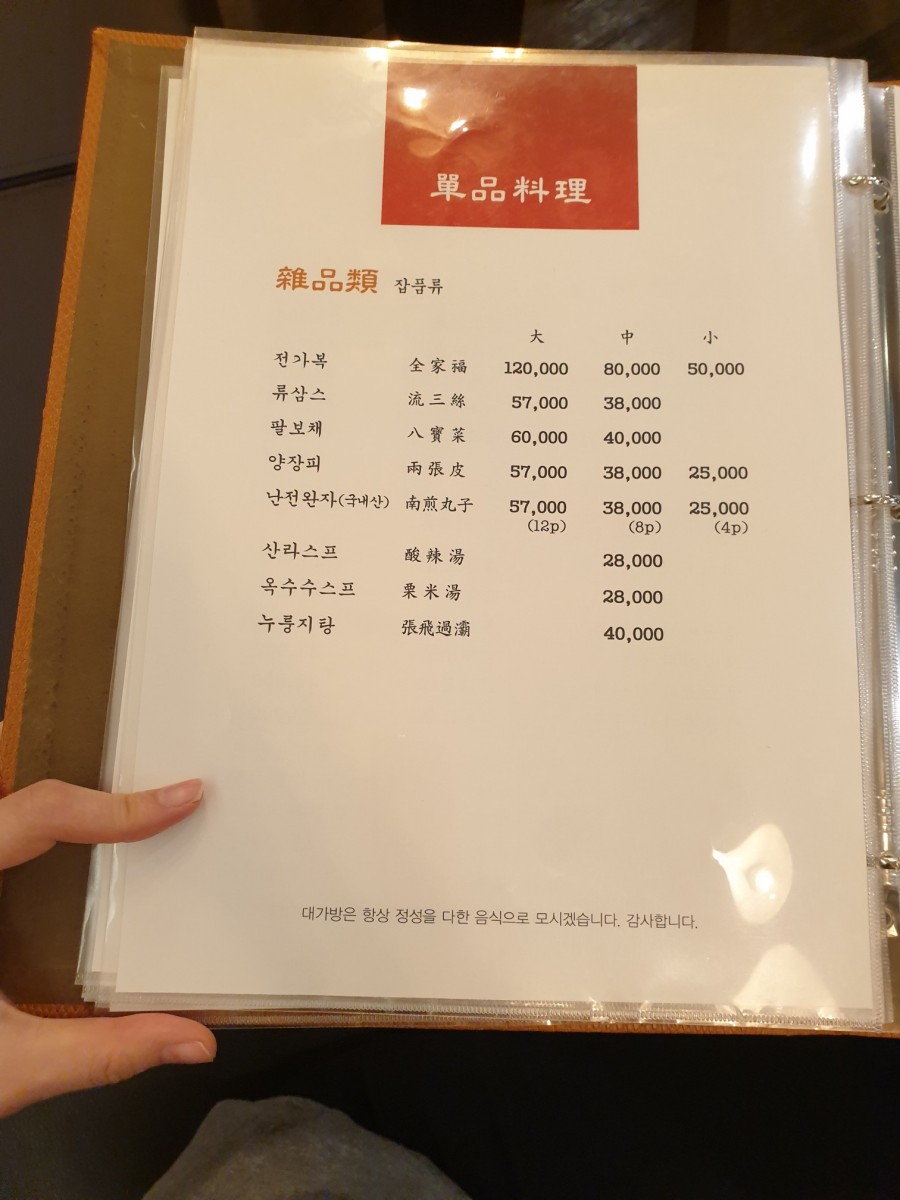 單品料理
雜品類 잡품류
大 中 小
전가복 全家福 120,000 80,000 50,000
류삼스 流三絲 57,000 38,000
팔보채 八寶菜 60,000 40,000
양장피 兩張皮 57,000 38,000 25,000
난전완자(국내산) 南煎丸子 57,000 38,000 25,000
(12p) (8p) (4p)
산라스프 酸辣湯 28,000
옥수수스프 粟米湯 28,000
누룽지탕 張飛過灞 40,000
대가방은 항상 정성을 다한 음식으로 모시겠습니다. 감사합니다.